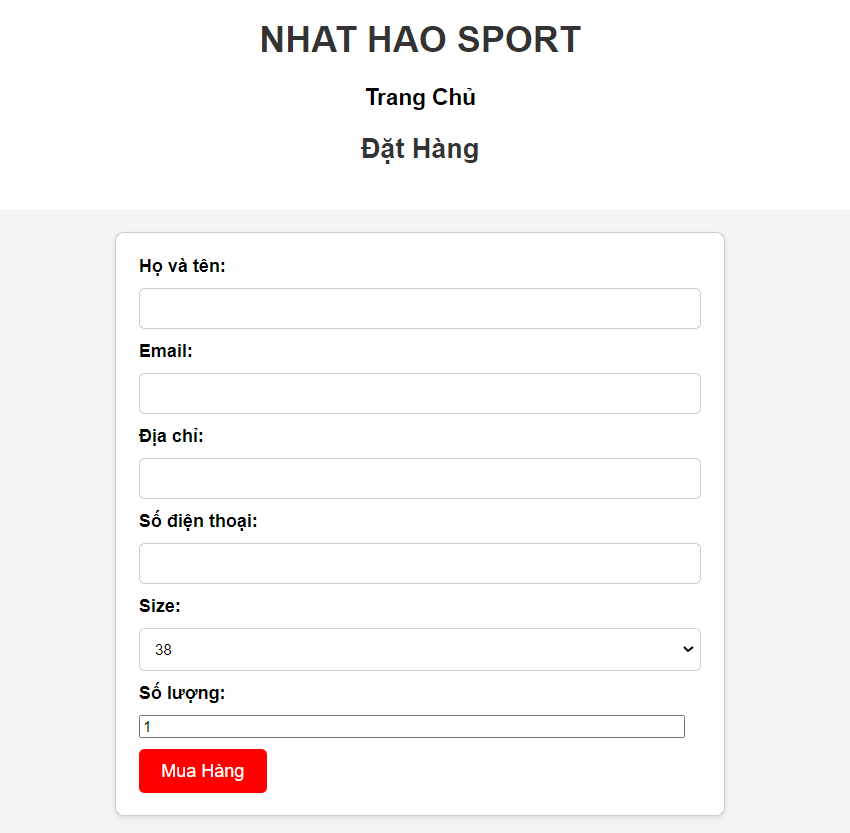 NHAT HAO SPORT
Trang Chủ
Đặt Hàng
Họ và tên:
Email:
Địa chỉ:
Số điện thoại:
Size:
38
Số lượng:
1
Mua Hàng